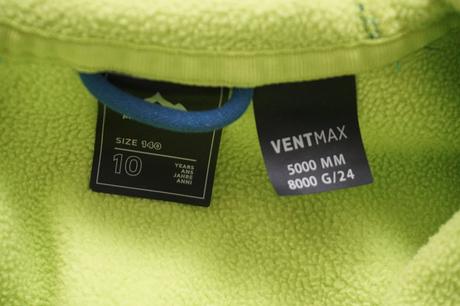 SIZE 140
10
YEARS
ANS
JAHRE
ANNI
VENTMAX
5000 MM
8000 G/24